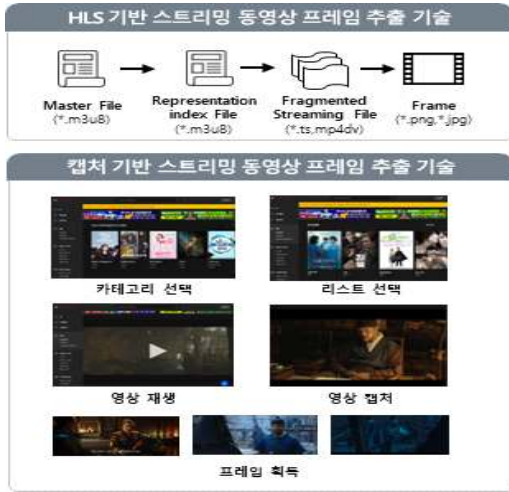 HLS 기반 스트리밍 동영상 프레임 추출 기술
Master File
(*.m3u8)
Representation
index File
(*.m3u8)
Fragmented
Streaming File
(*.ts,mp4dv)
Frame
(*.png,*.jpg)
캡처 기반 스트리밍 동영상 프레임 추출 기술
카테고리 선택
리스트 선택
영상 재생
영상 캡처
프레임 획득